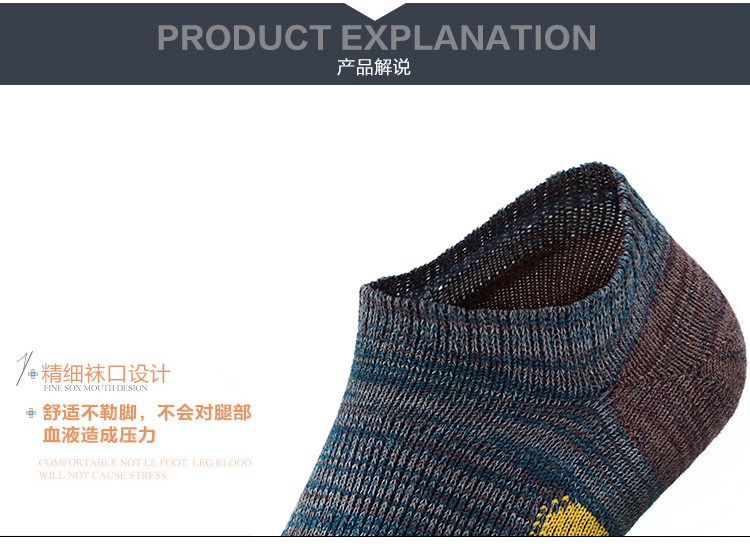 PRODUCT EXPLANATION
产品解说
精细袜口设计
FINE SOX MOUTH DESIGN
舒适不勒脚，不会对腿部
血液造成压力
COMFORTABLE NOT LE FOOT, LEG BLOOD
WILL NOT CAUSE STRESS